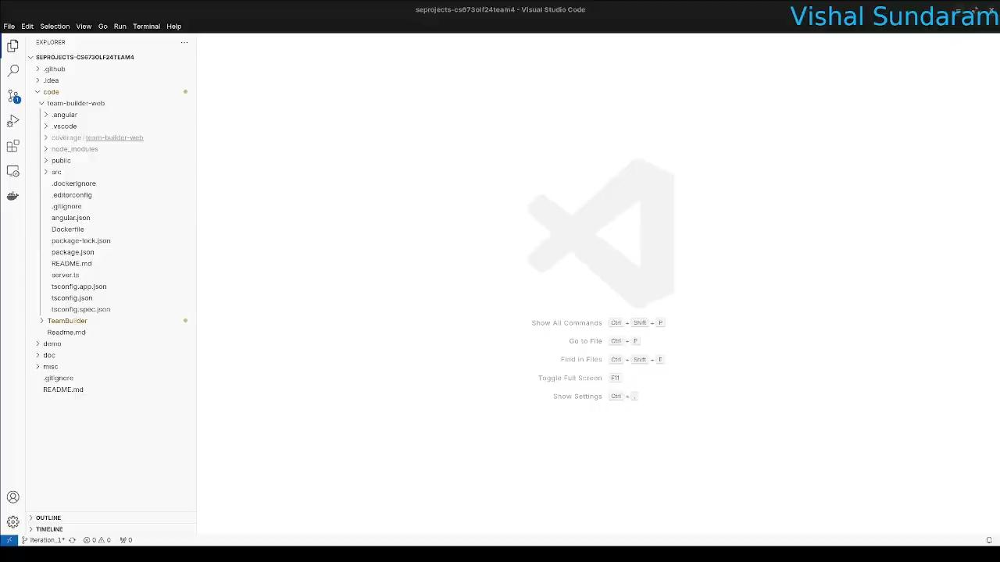 seprojects-cs673olf24team4 - Visual Studio Code
Vishal Sundaram
File Edit Selection View Go Run Terminal Help
EXPLORER
SEPROJECTS-CS673OLF24TEAM4
.github
.idea
code
team-builder-web
.angular
.vscode
coverage / team-builder-web
node_modules
public
src
.dockerignore
.editorconfig
.gitignore
angular.json
Dockerfile
package-lock.json
package.json
README.md
server.ts
tsconfig.app.json
tsconfig.json
tsconfig.spec.json
TeamBuilder
Readme.md
demo
doc
misc
.gitignore
README.md
Show All Commands Ctrl + Shift + P
Go to File Ctrl + P
Find in Files Ctrl + Shift + F
Toggle Full Screen F11
Show Settings Ctrl + ,
1
OUTLINE
TIMELINE
Iteration_1* 0 0 0